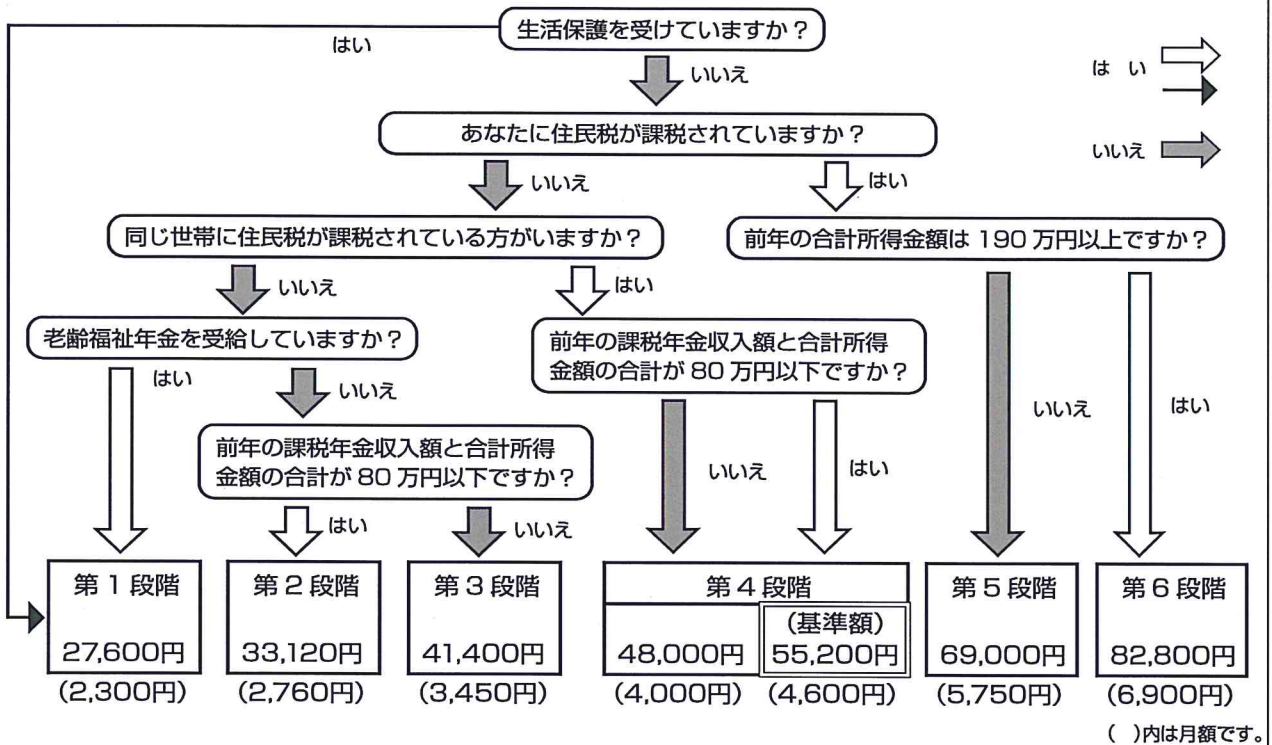 生活保護を受けていますか？
はい
いいえ
は い
いいえ
あなたに住民税が課税されていますか？
いいえ
はい
同じ世帯に住民税が課税されている方がいますか？
前年の合計所得金額は 190 万円以上ですか？
いいえ
はい
老齢福祉年金を受給していますか？
前年の課税年金収入額と合計所得
金額の合計が 80 万円以下ですか？
はい
いいえ
いいえ
はい
前年の課税年金収入額と合計所得
金額の合計が 80 万円以下ですか？
いいえ
はい
はい
いいえ
第 1 段階
27,600円
(2,300円)
第 2 段階
33,120円
(2,760円)
第 3 段階
41,400円
(3,450円)
第 4 段階
48,000円
(4,000円)
(基準額)
55,200円
(4,600円)
第 5 段階
69,000円
(5,750円)
第 6 段階
82,800円
(6,900円)
( )内は月額です。